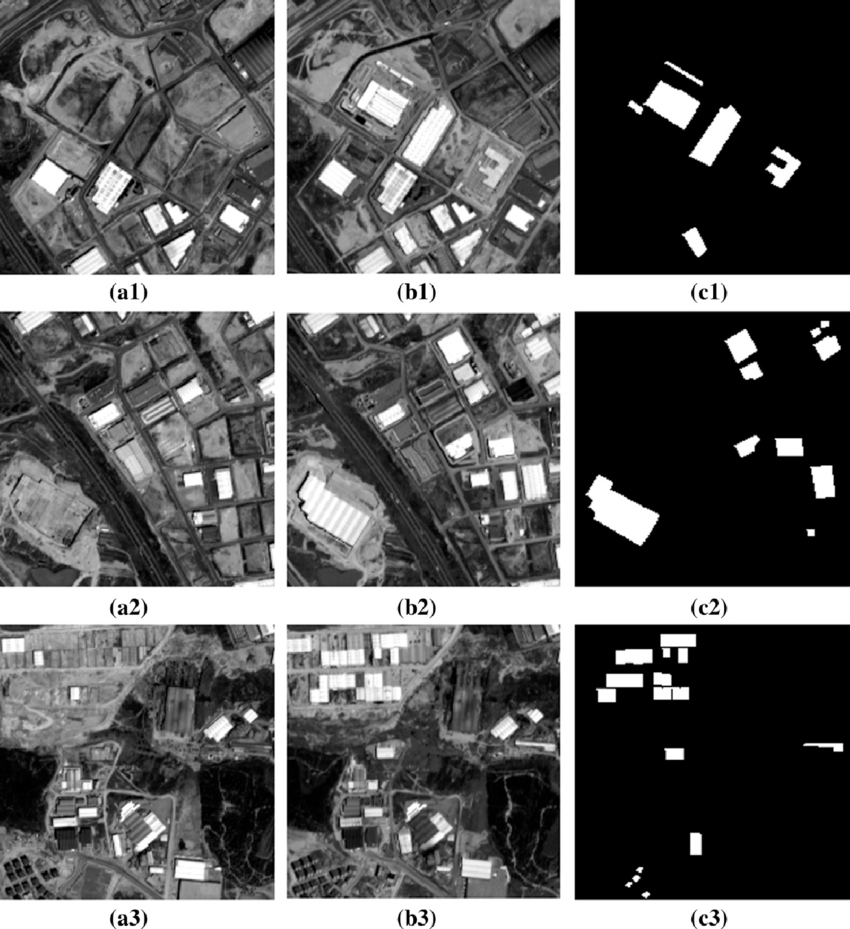 (a1) (b1) (c1)
(a2) (b2) (c2)
(a3) (b3) (c3)